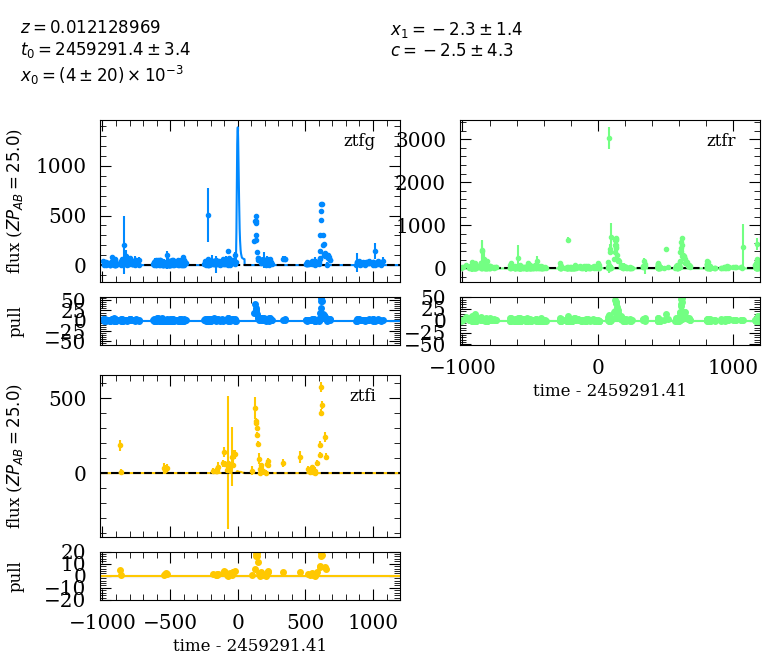 z = 0.012128969
t₀ = 2459291.4 ± 3.4
x₀ = (4 ± 20) × 10⁻³
x₁ = −2.3 ± 1.4
c = −2.5 ± 4.3
flux (ZP_AB = 25.0)
1000
500
0
ztfg
3000
2000
1000
0
ztfr
pull
50
25
0
−25
−50
50
25
0
−25
−50
−1000
0
1000
time - 2459291.41
flux (ZP_AB = 25.0)
500
0
ztfi
pull
20
10
0
−10
−20
−1000
−500
0
500
1000
time - 2459291.41